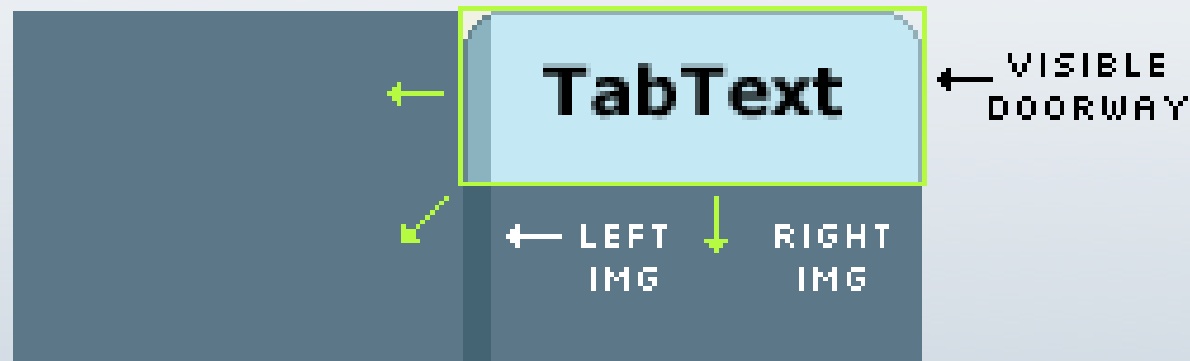 TabText
VISIBLE
DOORWAY
LEFT
IMG
RIGHT
IMG